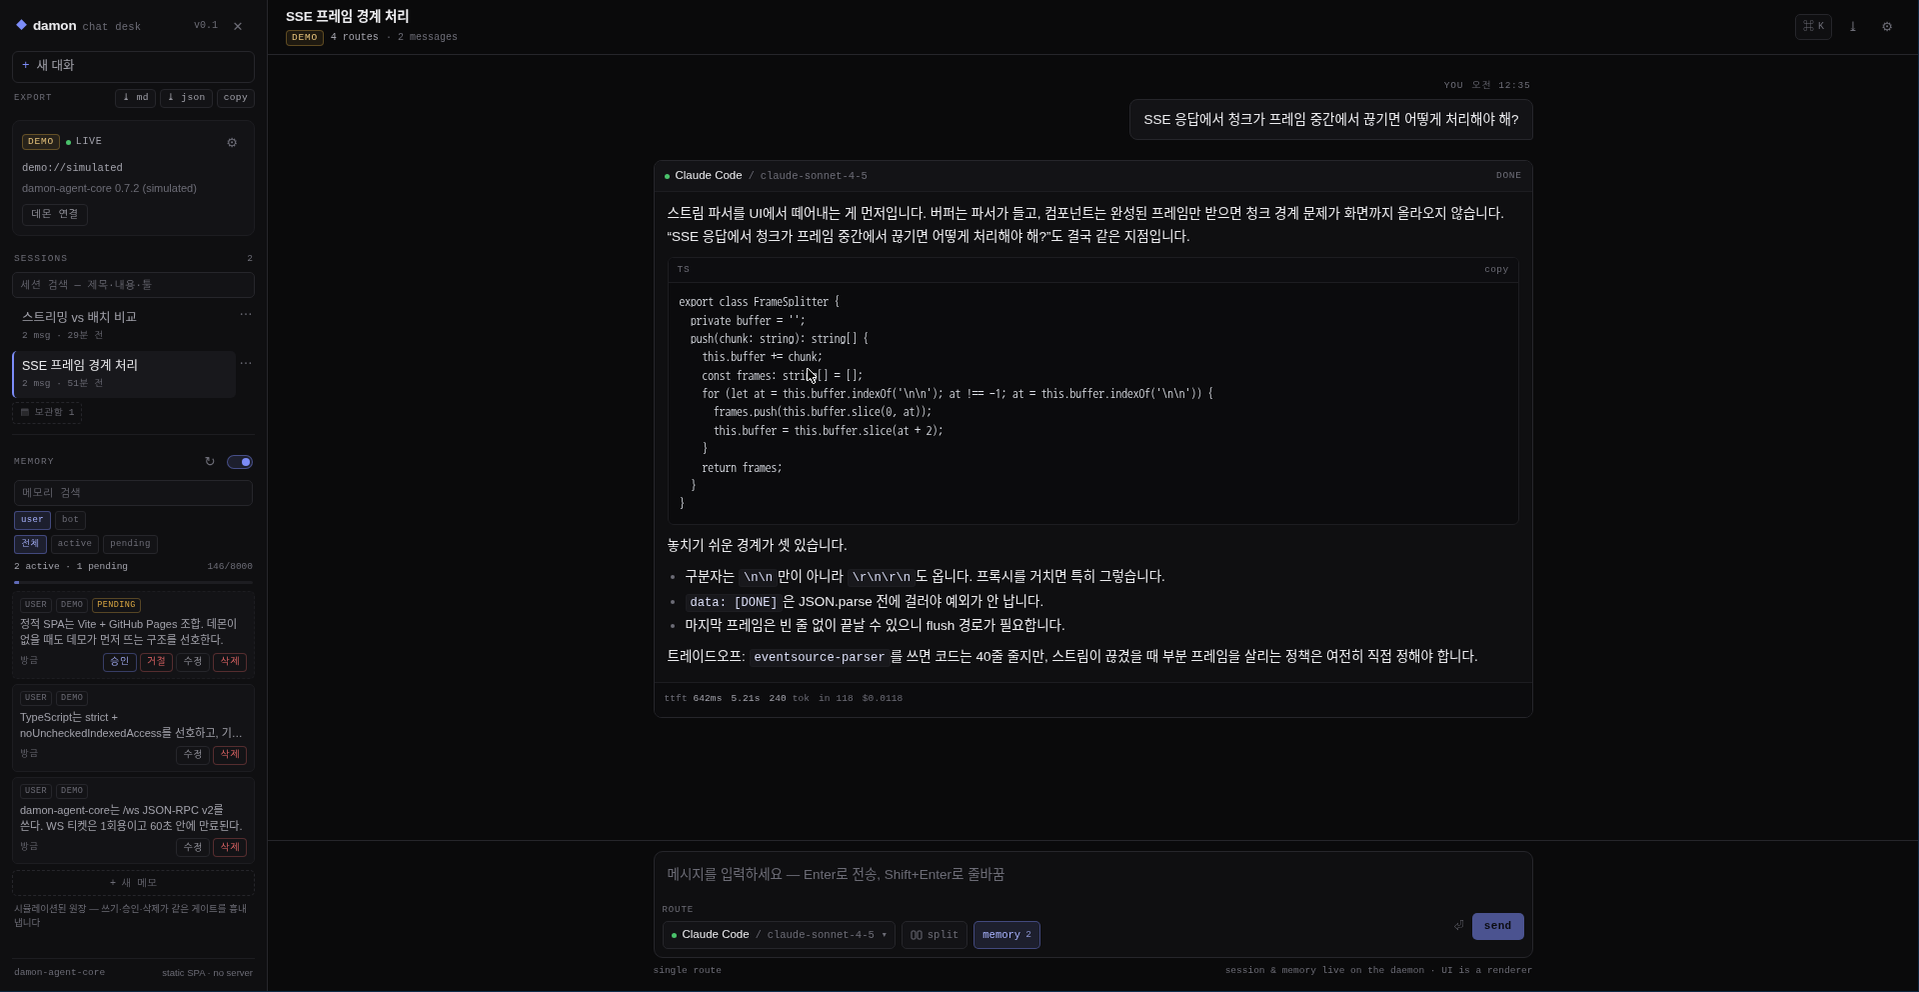 damon chat desk v0.1 ×
+ 새 대화
EXPORT ↓ md ↓ json copy
DEMO LIVE
demo://simulated
damon-agent-core 0.7.2 (simulated)
데몬 연결
SESSIONS 2
세션 검색 — 제목·내용·툴
스트리밍 vs 배치 비교 ···
2 msg · 29분 전
SSE 프레임 경계 처리 ···
2 msg · 51분 전
보관함 1
MEMORY
메모리 검색
user bot
전체 active pending
2 active · 1 pending 146/8000
USER DEMO PENDING
정적 SPA는 Vite + GitHub Pages 조합. 데몬이
없을 때도 데모가 먼저 뜨는 구조를 선호한다.
방금 승인 거절 수정 삭제
USER DEMO
TypeScript는 strict +
noUncheckedIndexedAccess를 선호하고, 기…
방금 수정 삭제
USER DEMO
damon-agent-core는 /ws JSON-RPC v2를
쓴다. WS 티켓은 1회용이고 60초 안에 만료된다.
방금 수정 삭제
+ 새 메모
시뮬레이션된 원장 — 쓰기·승인·삭제가 같은 게이트를 흉내
냅니다
damon-agent-core static SPA · no server
SSE 프레임 경계 처리
DEMO 4 routes · 2 messages
⌘ K
YOU 오전 12:35
SSE 응답에서 청크가 프레임 중간에서 끊기면 어떻게 처리해야 해?
Claude Code / claude-sonnet-4-5 DONE
스트림 파서를 UI에서 떼어내는 게 먼저입니다. 버퍼는 파서가 들고, 컴포넌트는 완성된 프레임만 받으면 청크 경계 문제가 화면까지 올라오지 않습니다.
“SSE 응답에서 청크가 프레임 중간에서 끊기면 어떻게 처리해야 해?”도 결국 같은 지점입니다.
TS copy
export class FrameSplitter {
private buffer = '';
push(chunk: string): string[] {
this.buffer += chunk;
const frames: string[] = [];
for (let at = this.buffer.indexOf('\n\n'); at !== -1; at = this.buffer.indexOf('\n\n')) {
frames.push(this.buffer.slice(0, at));
this.buffer = this.buffer.slice(at + 2);
}
return frames;
}
}
놓치기 쉬운 경계가 셋 있습니다.
• 구분자는 \n\n만이 아니라 \r\n\r\n도 옵니다. 프록시를 거치면 특히 그렇습니다.
• data: [DONE]은 JSON.parse 전에 걸러야 예외가 안 납니다.
• 마지막 프레임은 빈 줄 없이 끝날 수 있으니 flush 경로가 필요합니다.
트레이드오프: eventsource-parser를 쓰면 코드는 40줄 줄지만, 스트림이 끊겼을 때 부분 프레임을 살리는 정책은 여전히 직접 정해야 합니다.
ttft 642ms 5.21s 240 tok in 118 $0.0118
메시지를 입력하세요 — Enter로 전송, Shift+Enter로 줄바꿈
ROUTE
Claude Code / claude-sonnet-4-5 ▾ split memory 2 send
single route session & memory live on the daemon · UI is a renderer